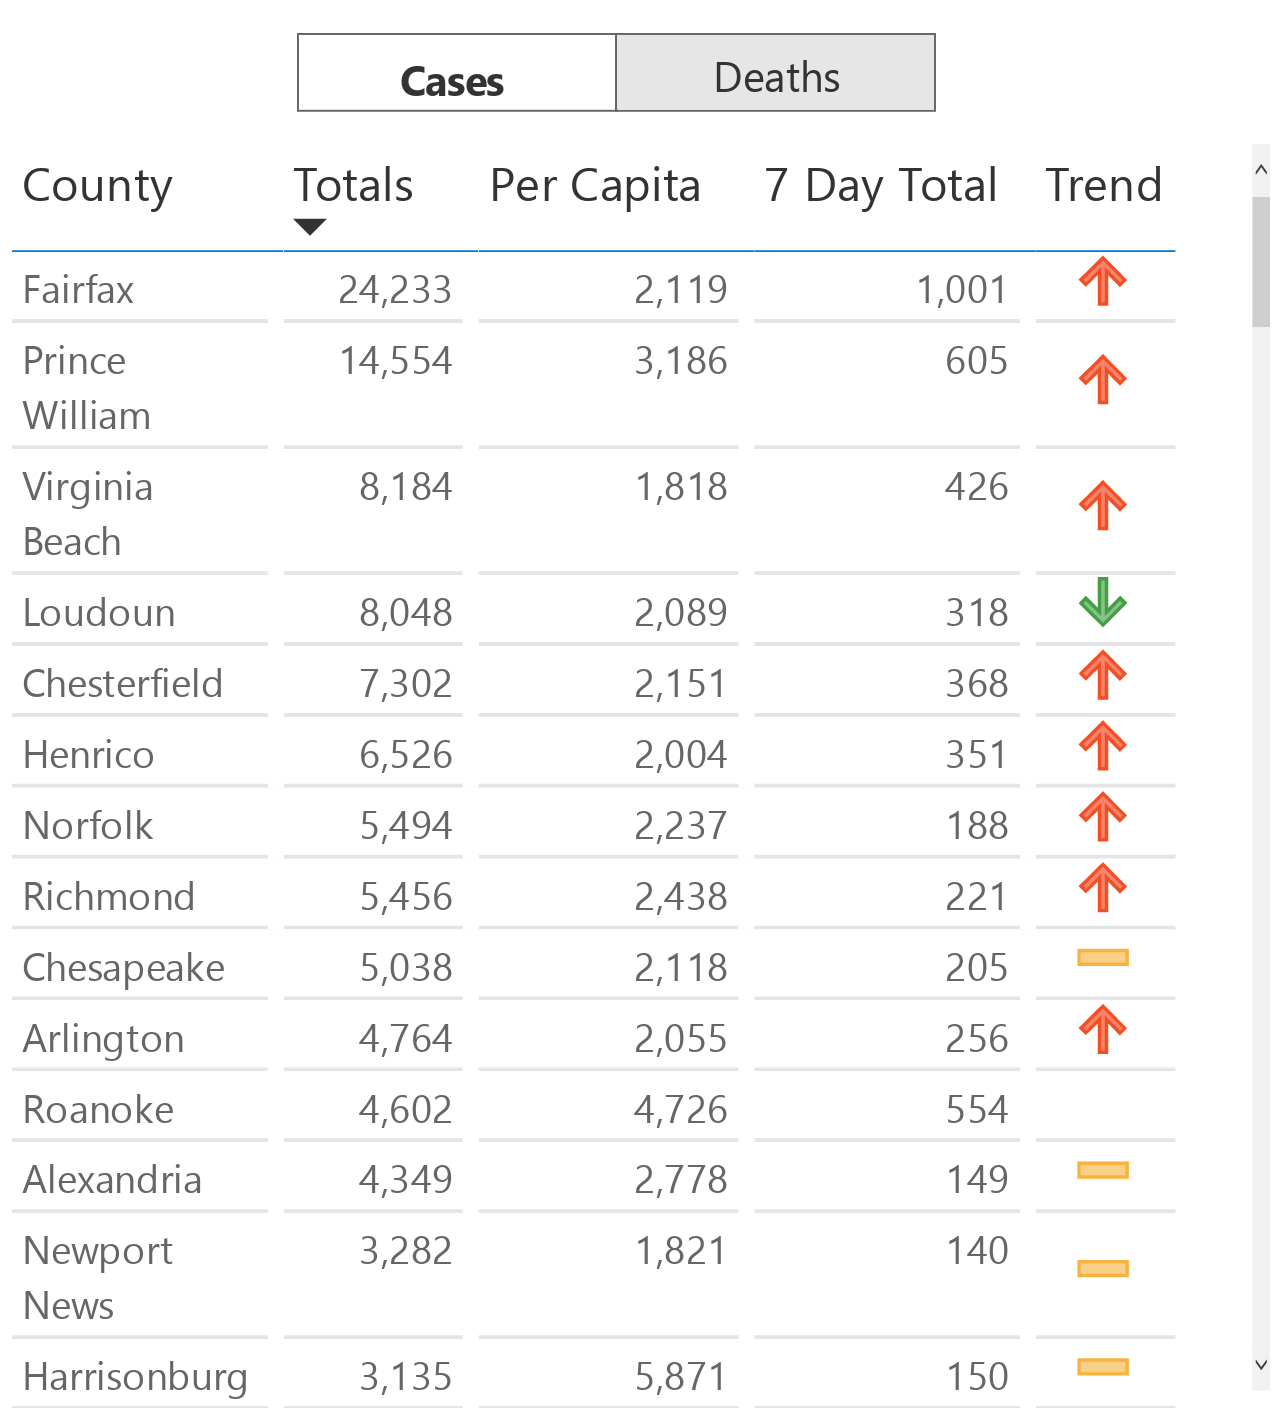 Cases Deaths
County Totals Per Capita 7 Day Total Trend
Fairfax 24,233 2,119 1,001
Prince 14,554 3,186 605
William
Virginia 8,184 1,818 426
Beach
Loudoun 8,048 2,089 318
Chesterfield 7,302 2,151 368
Henrico 6,526 2,004 351
Norfolk 5,494 2,237 188
Richmond 5,456 2,438 221
Chesapeake 5,038 2,118 205
Arlington 4,764 2,055 256
Roanoke 4,602 4,726 554
Alexandria 4,349 2,778 149
Newport 3,282 1,821 140
News
Harrisonburg 3,135 5,871 150